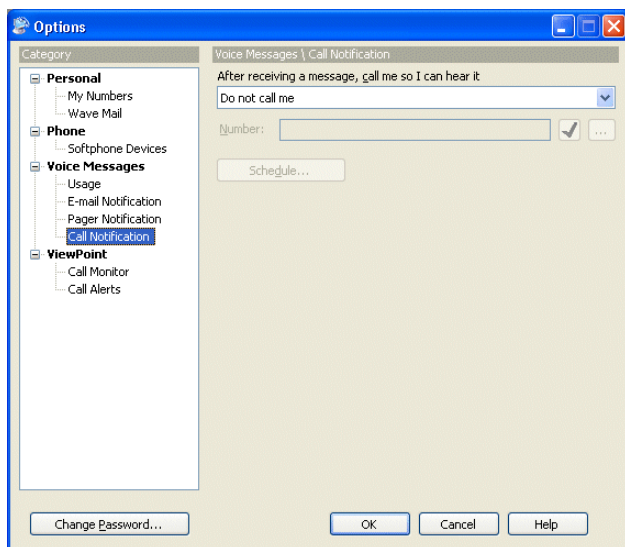 Options
Category
Personal
My Numbers
Wave Mail
Phone
Softphone Devices
Voice Messages
Usage
E-mail Notification
Pager Notification
Call Notification
ViewPoint
Call Monitor
Call Alerts
Voice Messages \ Call Notification
After receiving a message, call me so I can hear it
Do not call me
Number:
...
Schedule...
Change Password...
OK
Cancel
Help